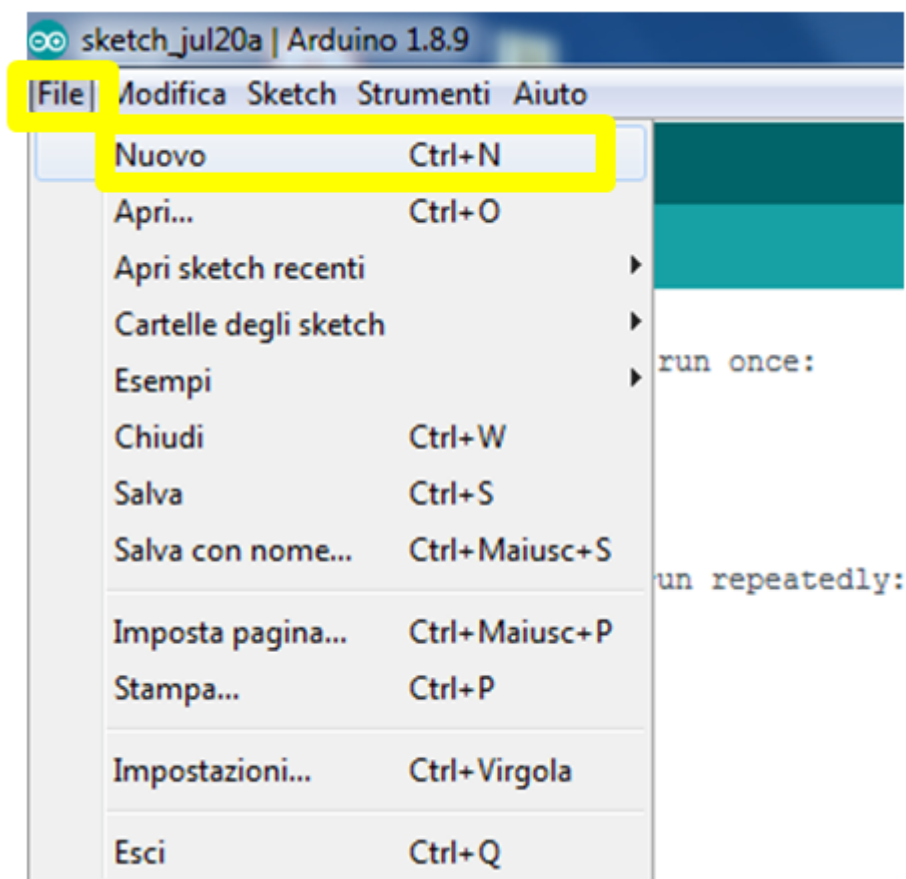 sketch_jul20a | Arduino 1.8.9
File Modifica Sketch Strumenti Aiuto
Nuovo Ctrl+N
Apri... Ctrl+O
Apri sketch recenti
Cartelle degli sketch
Esempi
run once:
Chiudi Ctrl+W
Salva Ctrl+S
Salva con nome... Ctrl+Maiusc+S
un repeatedly:
Imposta pagina... Ctrl+Maiusc+P
Stampa... Ctrl+P
Impostazioni... Ctrl+Virgola
Esci Ctrl+Q